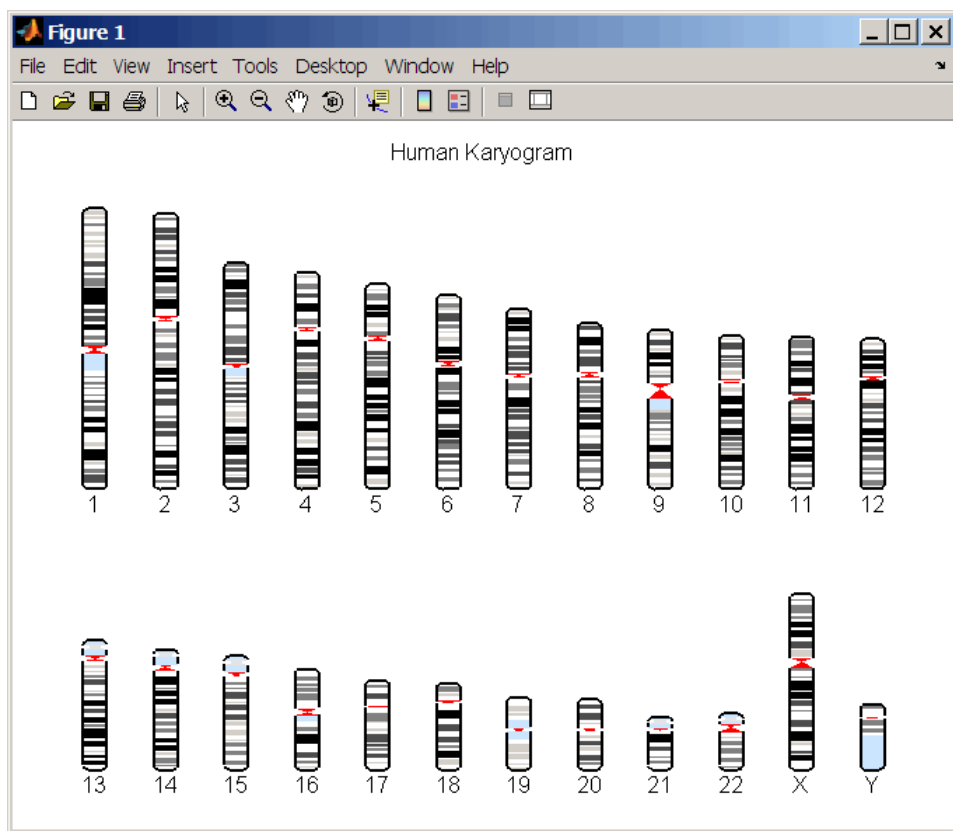 Figure 1
File Edit View Insert Tools Desktop Window Help
Human Karyogram
1 2 3 4 5 6 7 8 9 10 11 12
13 14 15 16 17 18 19 20 21 22 X Y